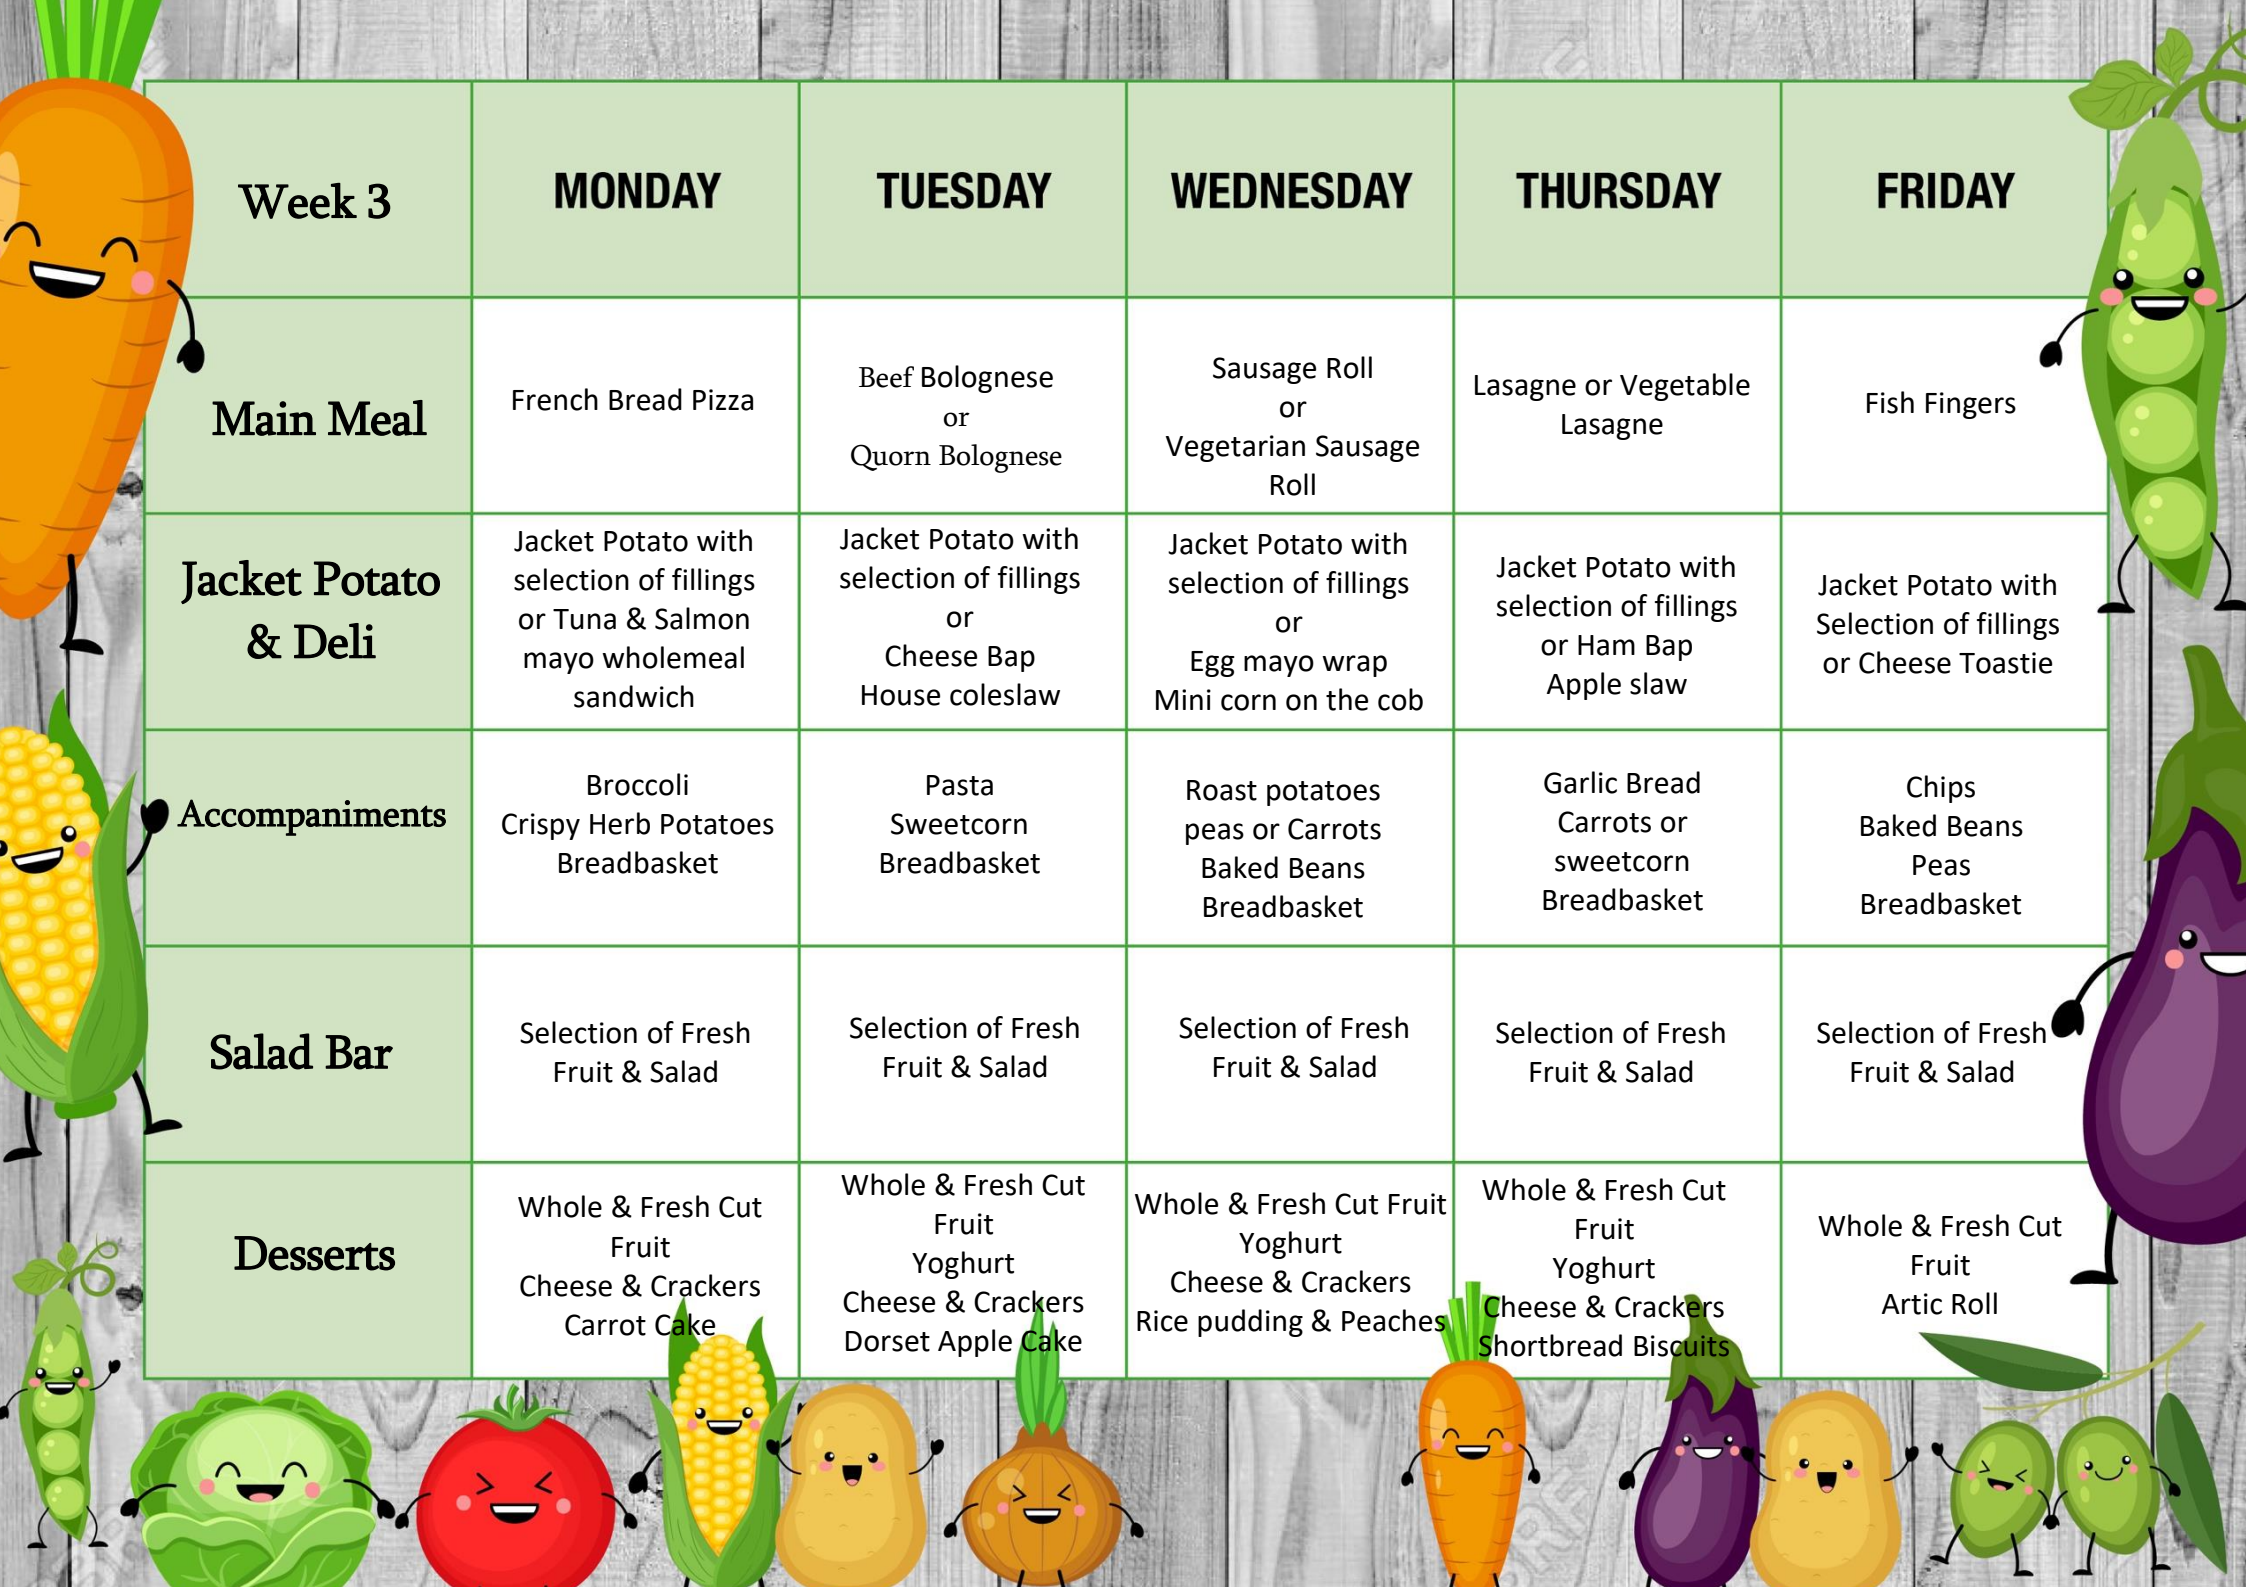 Week 3
MONDAY
TUESDAY
WEDNESDAY
THURSDAY
FRIDAY
Main Meal
French Bread Pizza
Beef Bolognese
or
Quorn Bolognese
Sausage Roll
or
Vegetarian Sausage
Roll
Lasagne or Vegetable
Lasagne
Fish Fingers
Jacket Potato
& Deli
Jacket Potato with
selection of fillings
or Tuna & Salmon
mayo wholemeal
sandwich
Jacket Potato with
selection of fillings
or
Cheese Bap
House coleslaw
Jacket Potato with
selection of fillings
or
Egg mayo wrap
Mini corn on the cob
Jacket Potato with
selection of fillings
or Ham Bap
Apple slaw
Jacket Potato with
Selection of fillings
or Cheese Toastie
Accompaniments
Broccoli
Crispy Herb Potatoes
Breadbasket
Pasta
Sweetcorn
Breadbasket
Roast potatoes
peas or Carrots
Baked Beans
Breadbasket
Garlic Bread
Carrots or
sweetcorn
Breadbasket
Chips
Baked Beans
Peas
Breadbasket
Salad Bar
Selection of Fresh
Fruit & Salad
Selection of Fresh
Fruit & Salad
Selection of Fresh
Fruit & Salad
Selection of Fresh
Fruit & Salad
Selection of Fresh
Fruit & Salad
Desserts
Whole & Fresh Cut
Fruit
Cheese & Crackers
Carrot Cake
Whole & Fresh Cut
Fruit
Yoghurt
Cheese & Crackers
Dorset Apple Cake
Whole & Fresh Cut Fruit
Yoghurt
Cheese & Crackers
Rice pudding & Peaches
Whole & Fresh Cut
Fruit
Yoghurt
Cheese & Crackers
Shortbread Biscuits
Whole & Fresh Cut
Fruit
Artic Roll